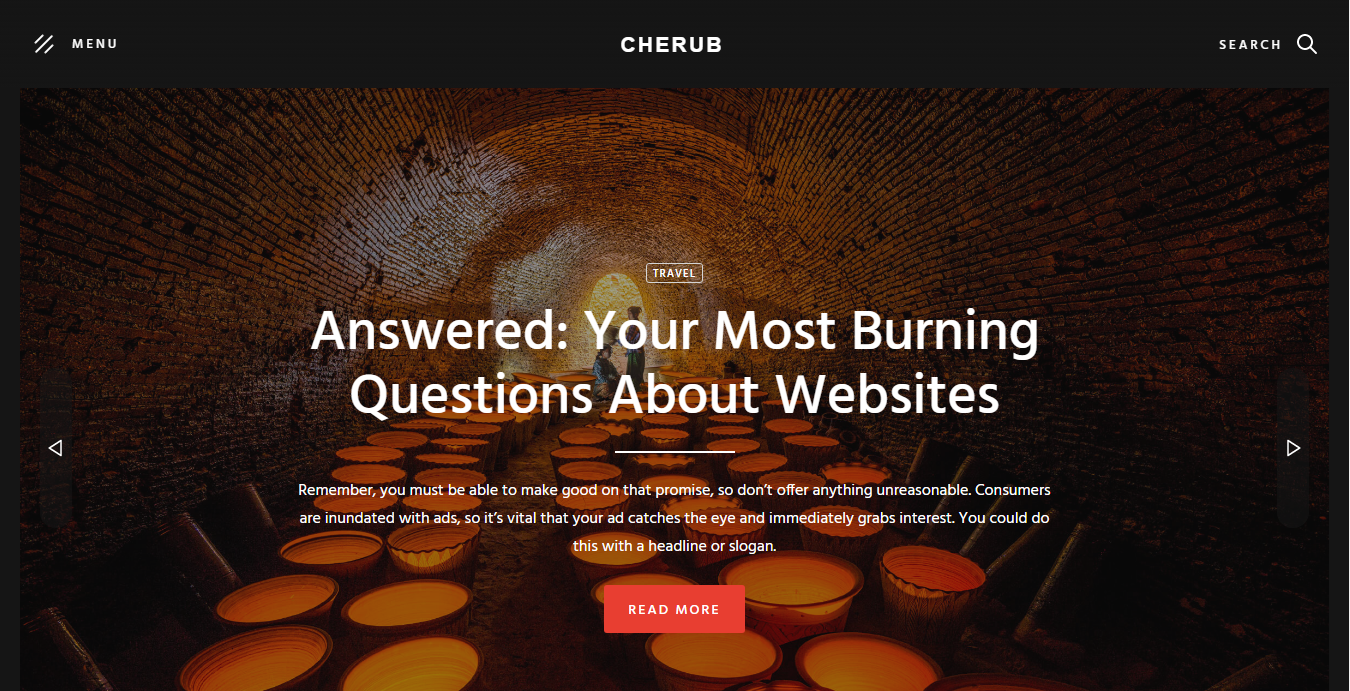 MENU
CHERUB
SEARCH
TRAVEL
Answered: Your Most Burning
Questions About Websites
Remember, you must be able to make good on that promise, so don’t offer anything unreasonable. Consumers
are inundated with ads, so it’s vital that your ad catches the eye and immediately grabs interest. You could do
this with a headline or slogan.
READ MORE